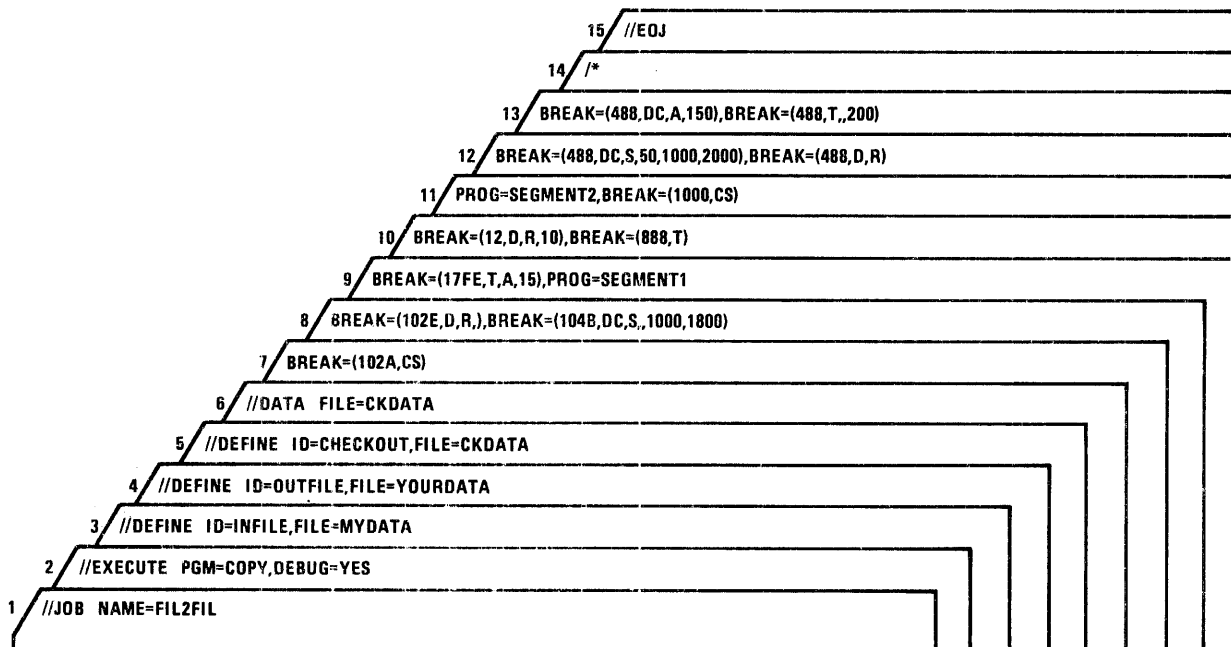 15 //EOJ
14 /*
13 BREAK=(488,DC,A,150),BREAK=(488,T,,200)
12 BREAK=(488,DC,S,50,1000,2000),BREAK=(488,D,R)
11 PROG=SEGMENT2,BREAK=(1000,CS)
10 BREAK=(12,D,R,10),BREAK=(888,T)
9 BREAK=(17FE,T,A,15),PROG=SEGMENT1
8 BREAK=(102E,D,R,),BREAK=(104B,DC,S,,1000,1800)
7 BREAK=(102A,CS)
6 //DATA FILE=CKDATA
5 //DEFINE ID=CHECKOUT,FILE=CKDATA
4 //DEFINE ID=OUTFILE,FILE=YOURDATA
3 //DEFINE ID=INFILE,FILE=MYDATA
2 //EXECUTE PGM=COPY,DEBUG=YES
1 //JOB NAME=FIL2FIL